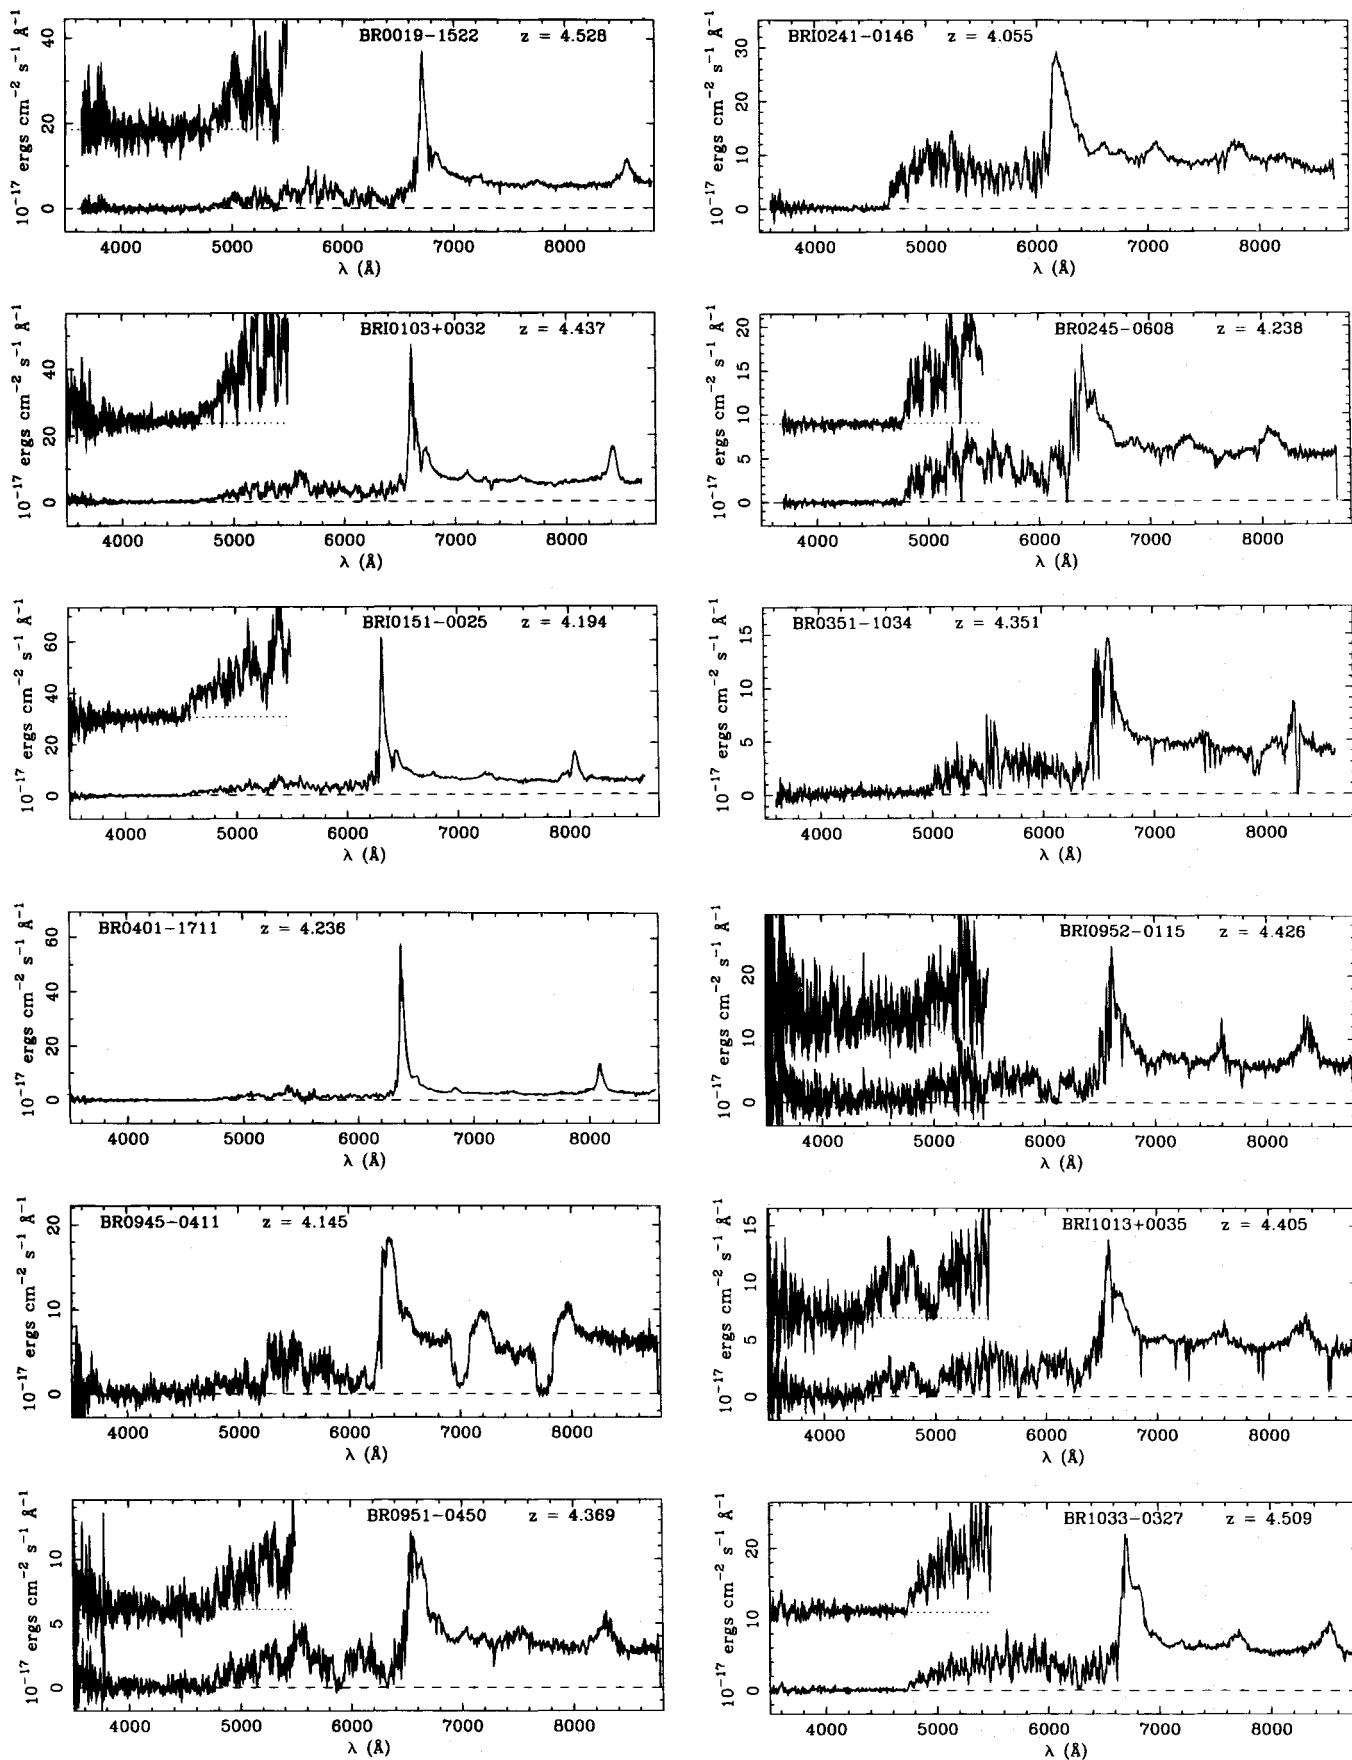 BR0019-1522 z = 4.528
10⁻¹⁷ ergs cm⁻² s⁻¹ Å⁻¹
0 20 40
4000 5000 6000 7000 8000
λ (Å)
BRI0241-0146 z = 4.055
10⁻¹⁷ ergs cm⁻² s⁻¹ Å⁻¹
0 10 20 30
4000 5000 6000 7000 8000
λ (Å)
BRI0103+0032 z = 4.437
10⁻¹⁷ ergs cm⁻² s⁻¹ Å⁻¹
0 20 40
4000 5000 6000 7000 8000
λ (Å)
BR0245-0608 z = 4.238
10⁻¹⁷ ergs cm⁻² s⁻¹ Å⁻¹
0 5 10 15 20
4000 5000 6000 7000 8000
λ (Å)
BRI0151-0025 z = 4.194
10⁻¹⁷ ergs cm⁻² s⁻¹ Å⁻¹
0 20 40 60
4000 5000 6000 7000 8000
λ (Å)
BR0351-1034 z = 4.351
10⁻¹⁷ ergs cm⁻² s⁻¹ Å⁻¹
0 5 10 15
4000 5000 6000 7000 8000
λ (Å)
BR0401-1711 z = 4.236
10⁻¹⁷ ergs cm⁻² s⁻¹ Å⁻¹
0 20 40 60
4000 5000 6000 7000 8000
λ (Å)
BRI0952-0115 z = 4.426
10⁻¹⁷ ergs cm⁻² s⁻¹ Å⁻¹
0 10 20
4000 5000 6000 7000 8000
λ (Å)
BR0945-0411 z = 4.145
10⁻¹⁷ ergs cm⁻² s⁻¹ Å⁻¹
0 10 20
4000 5000 6000 7000 8000
λ (Å)
BRI1013+0035 z = 4.405
10⁻¹⁷ ergs cm⁻² s⁻¹ Å⁻¹
0 5 10 15
4000 5000 6000 7000 8000
λ (Å)
BR0951-0450 z = 4.369
10⁻¹⁷ ergs cm⁻² s⁻¹ Å⁻¹
0 5 10
4000 5000 6000 7000 8000
λ (Å)
BR1033-0327 z = 4.509
10⁻¹⁷ ergs cm⁻² s⁻¹ Å⁻¹
0 10 20
4000 5000 6000 7000 8000
λ (Å)